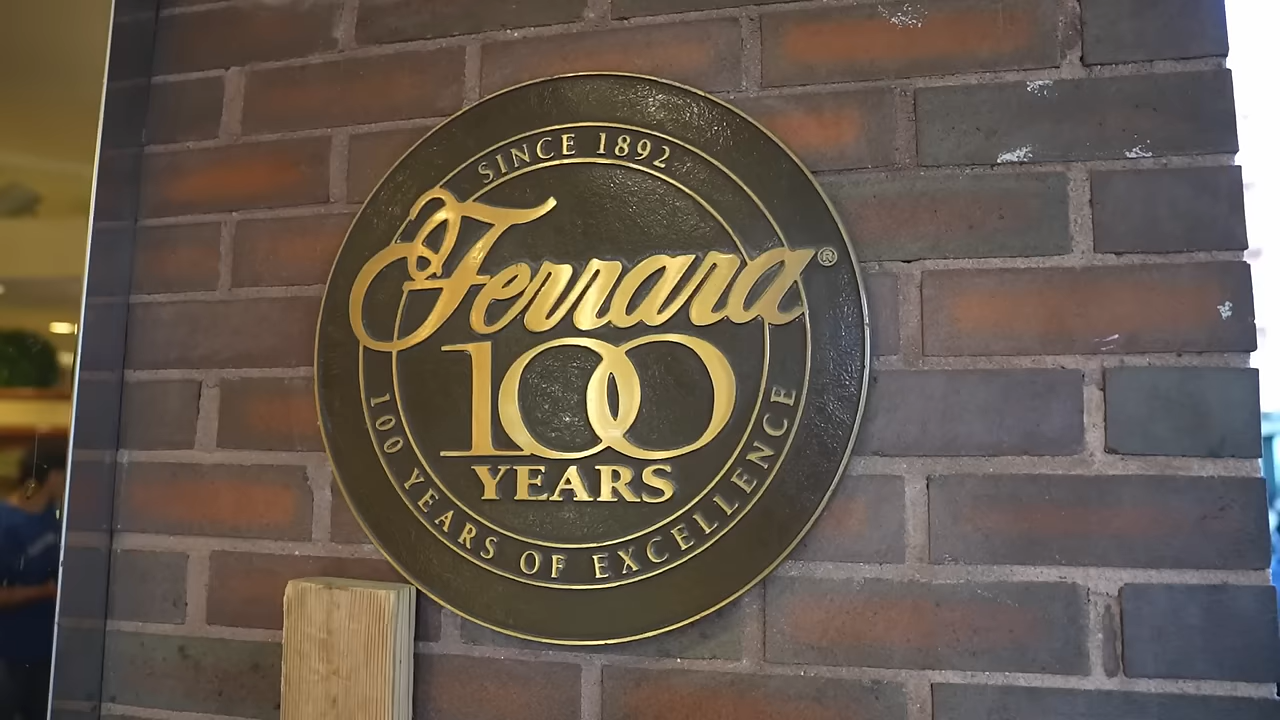 SINCE 1892
Ferrara®
100
YEARS
100 YEARS OF EXCELLENCE